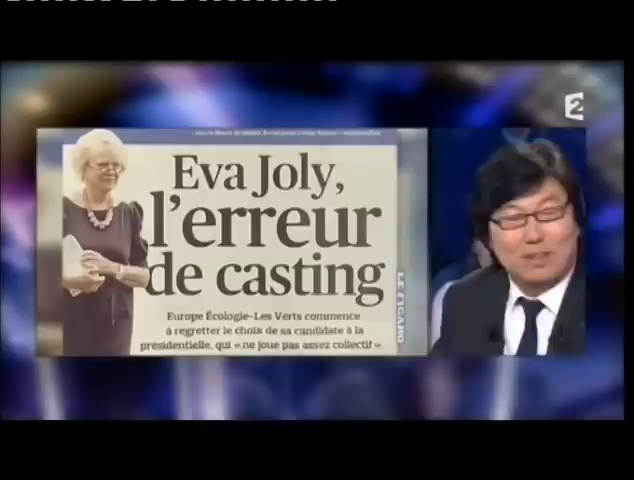 2
Eva Joly,
l'erreur
de casting
Europe Écologie-Les Verts commence
à regretter le choix de sa candidate à la
présidentielle, qui « ne joue pas assez collectif »
LE FIGARO